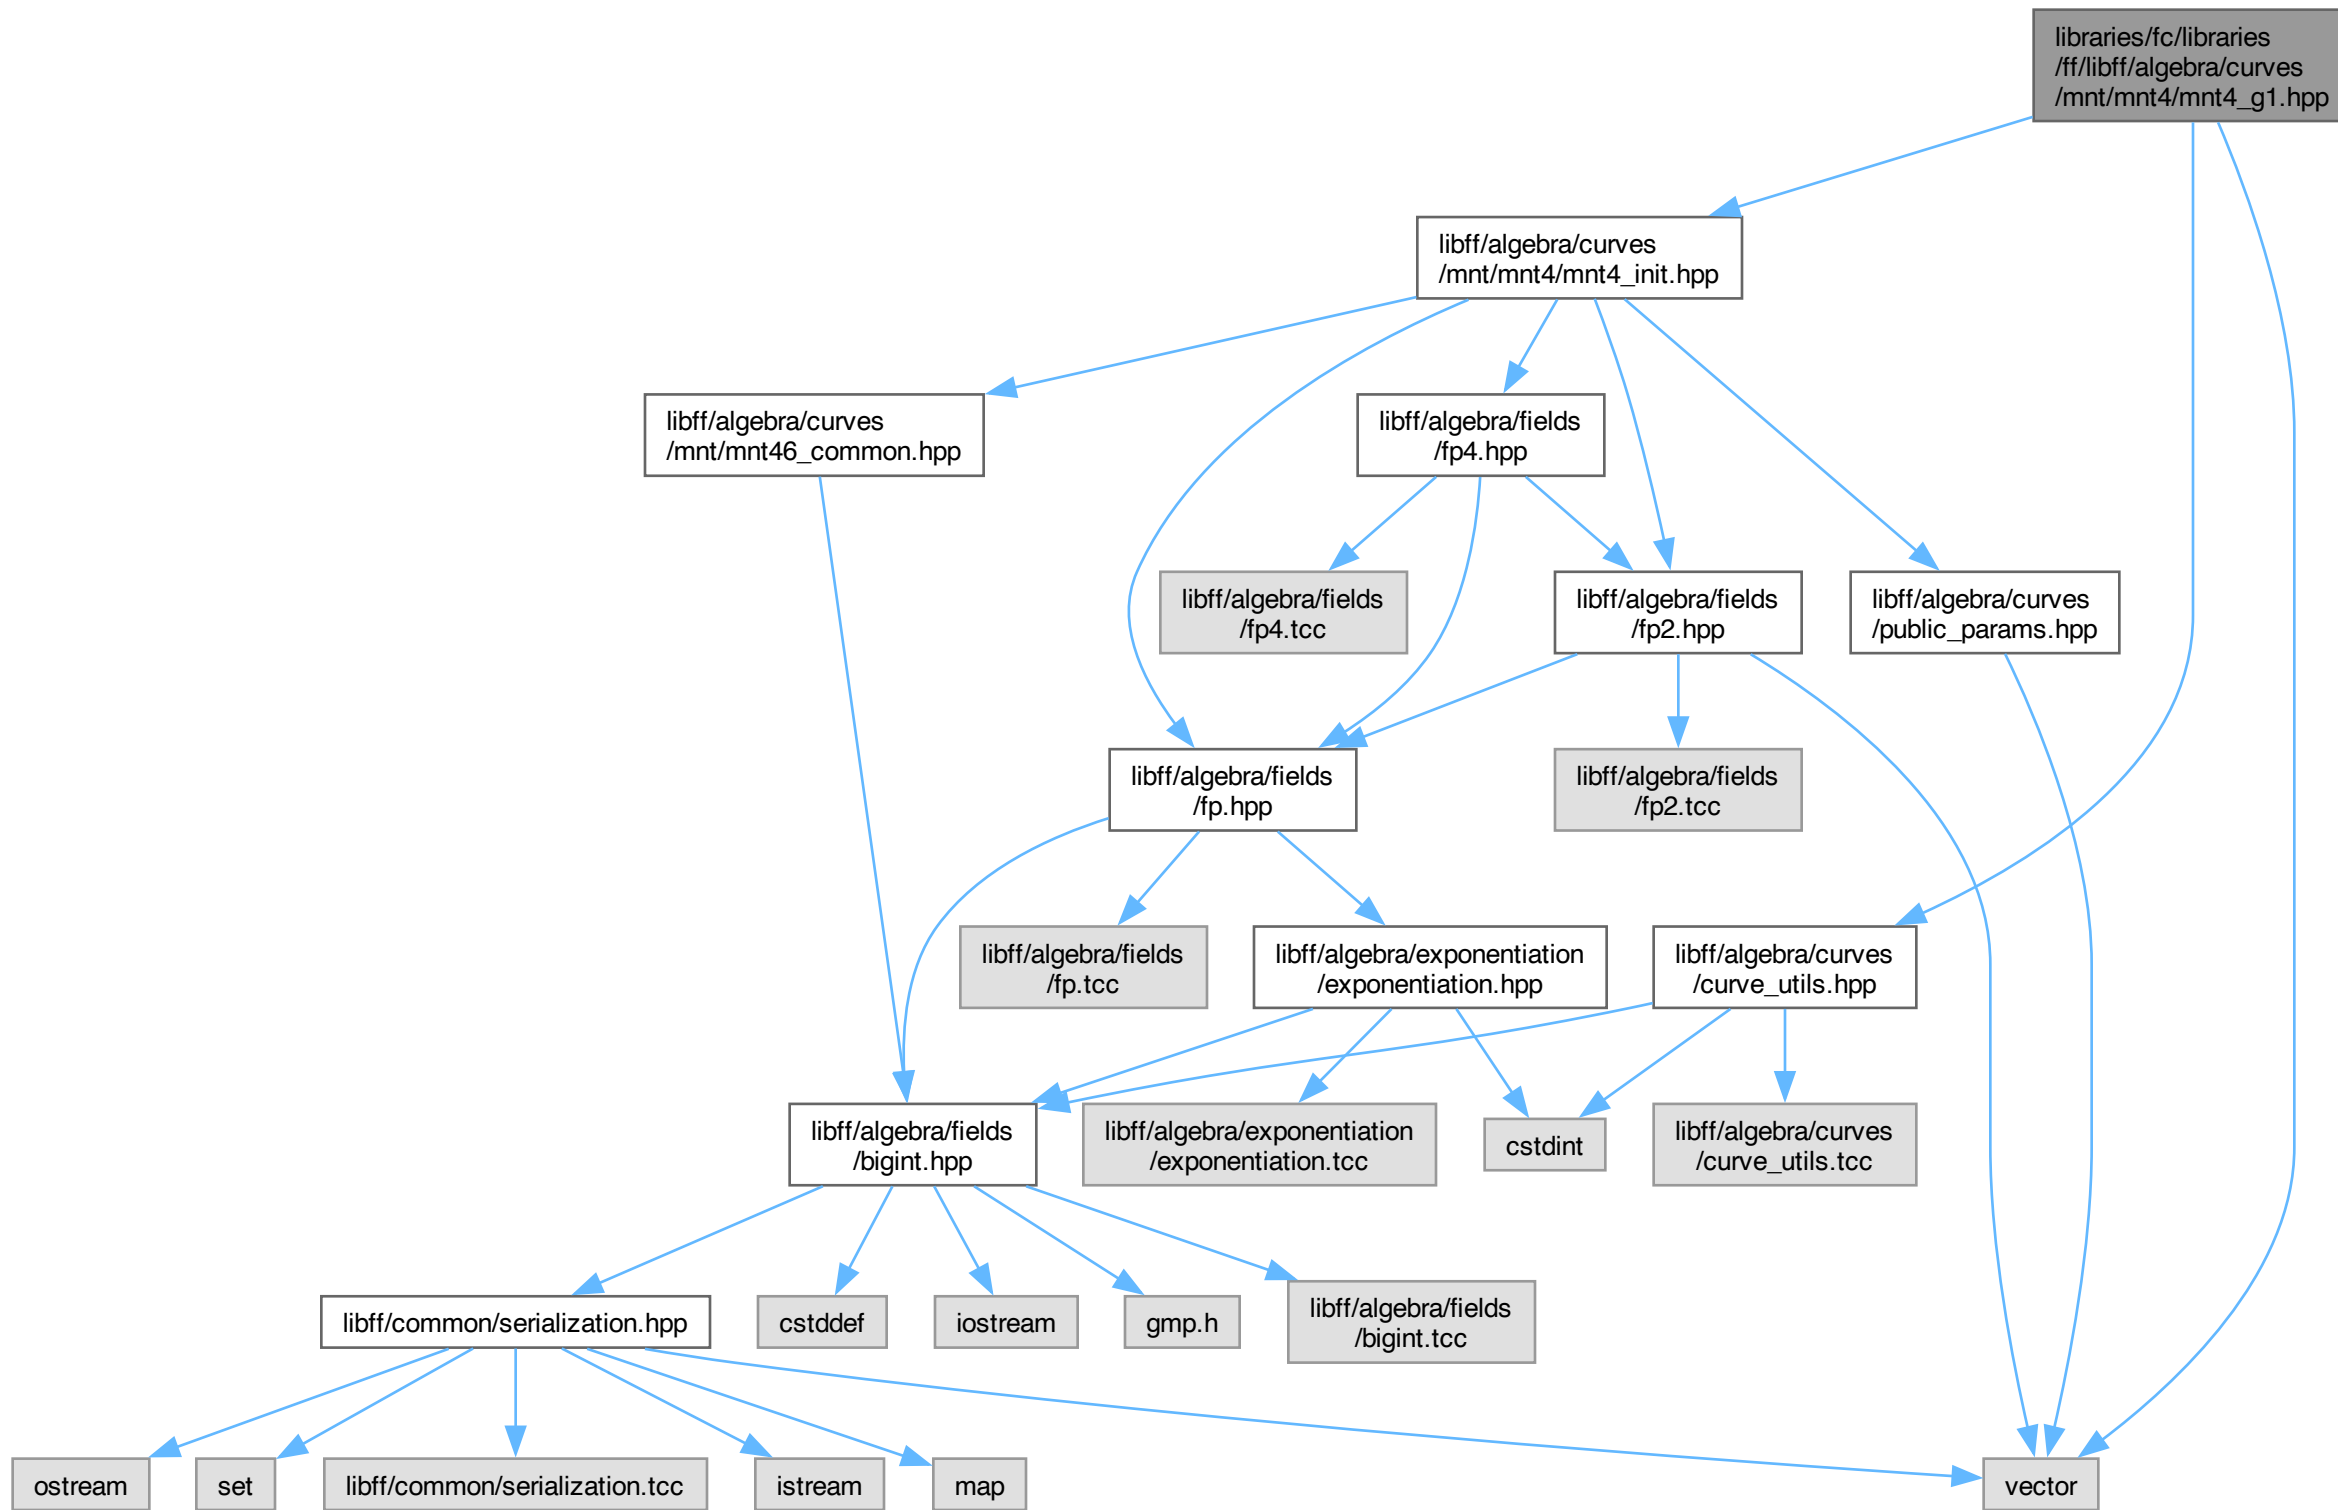 libraries/fc/libraries
/ff/libff/algebra/curves
/mnt/mnt4/mnt4_g1.hpp
libff/algebra/curves
/mnt/mnt4/mnt4_init.hpp
libff/algebra/curves
/mnt/mnt46_common.hpp
libff/algebra/fields
/fp4.hpp
libff/algebra/fields
/fp4.tcc
libff/algebra/fields
/fp2.hpp
libff/algebra/curves
/public_params.hpp
libff/algebra/fields
/fp.hpp
libff/algebra/fields
/fp2.tcc
libff/algebra/fields
/fp.tcc
libff/algebra/exponentiation
/exponentiation.hpp
libff/algebra/curves
/curve_utils.hpp
libff/algebra/fields
/bigint.hpp
libff/algebra/exponentiation
/exponentiation.tcc
cstdint
libff/algebra/curves
/curve_utils.tcc
libff/common/serialization.hpp
cstddef
iostream
gmp.h
libff/algebra/fields
/bigint.tcc
ostream
set
libff/common/serialization.tcc
istream
map
vector